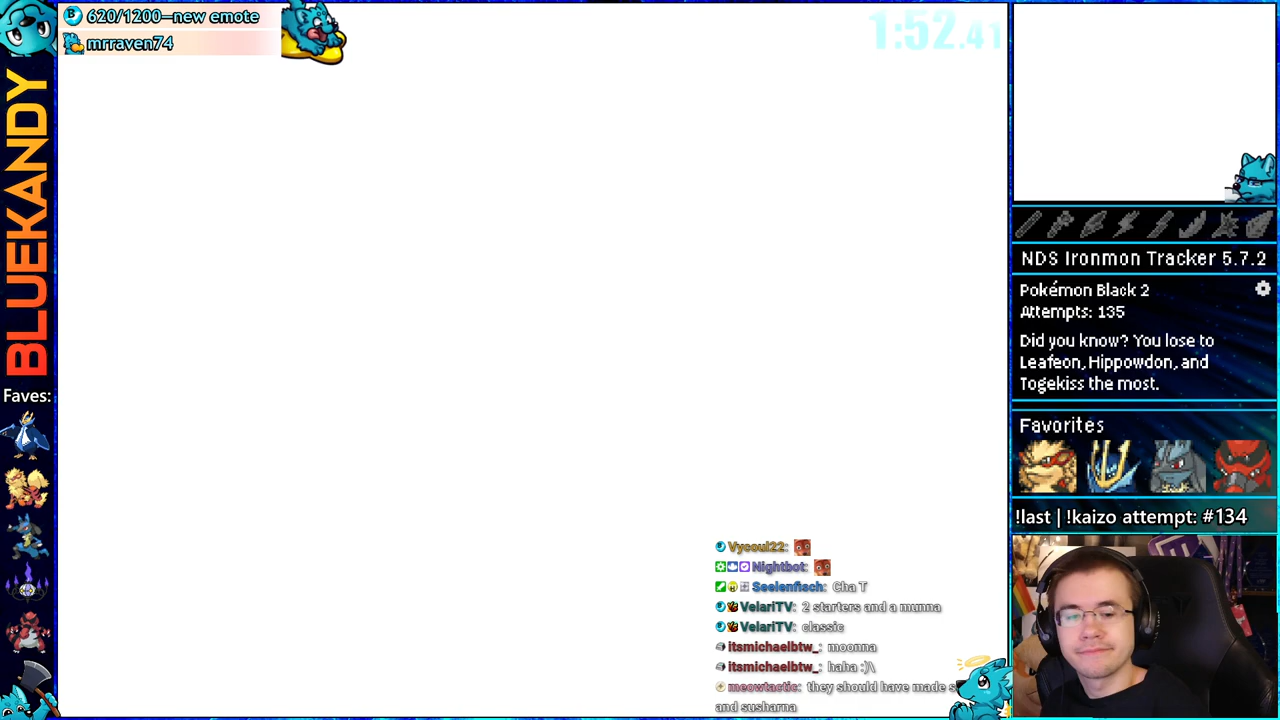 620/1200—new emote
mrraven74
1:52.41
BLUEKANDY
Faves:
NDS Ironmon Tracker 5.7.2
Pokémon Black 2
Attempts: 135
Did you know? You lose to
Leafeon, Hippowdon, and
Togekiss the most.
Favorites
!last | !kaizo attempt: #134
Vycoul22:
Nightbot:
Seelenfisch: Cha T
VelariTV: 2 starters and a munna
VelariTV: classic
itsmichaelbtw_: moonna
itsmichaelbtw_: haha :)\
meowtactic: they should have made s
and susharna